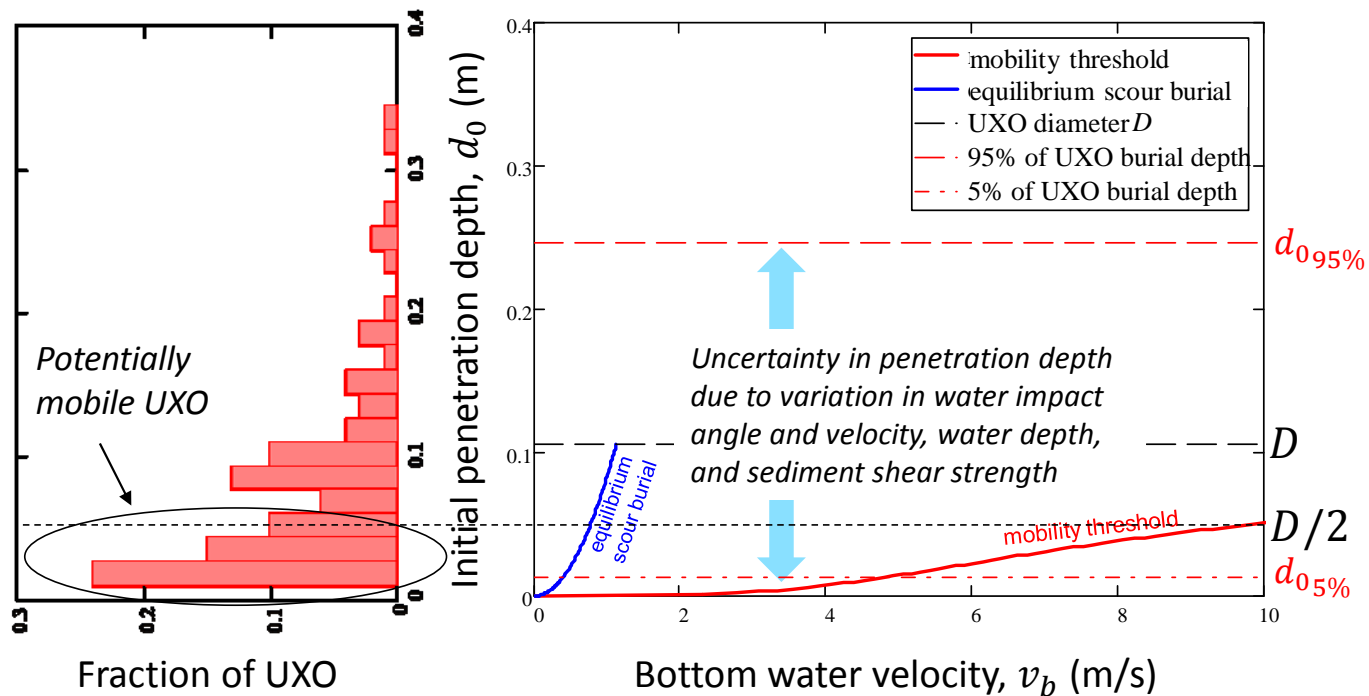 0.4
0.3
0.2
0.1
0
0.3
0.2
0.1
0
Potentially
mobile UXO
Fraction of UXO
Initial penetration depth, d₀ (m)
0.4
0.3
0.2
0.1
0
0
2
4
6
8
10
mobility threshold
equilibrium scour burial
UXO diameter D
95% of UXO burial depth
5% of UXO burial depth
d₀95%
Uncertainty in penetration depth
due to variation in water impact
angle and velocity, water depth,
and sediment shear strength
D
equilibrium
scour burial
mobility threshold
D/2
d₀5%
Bottom water velocity, v_b (m/s)